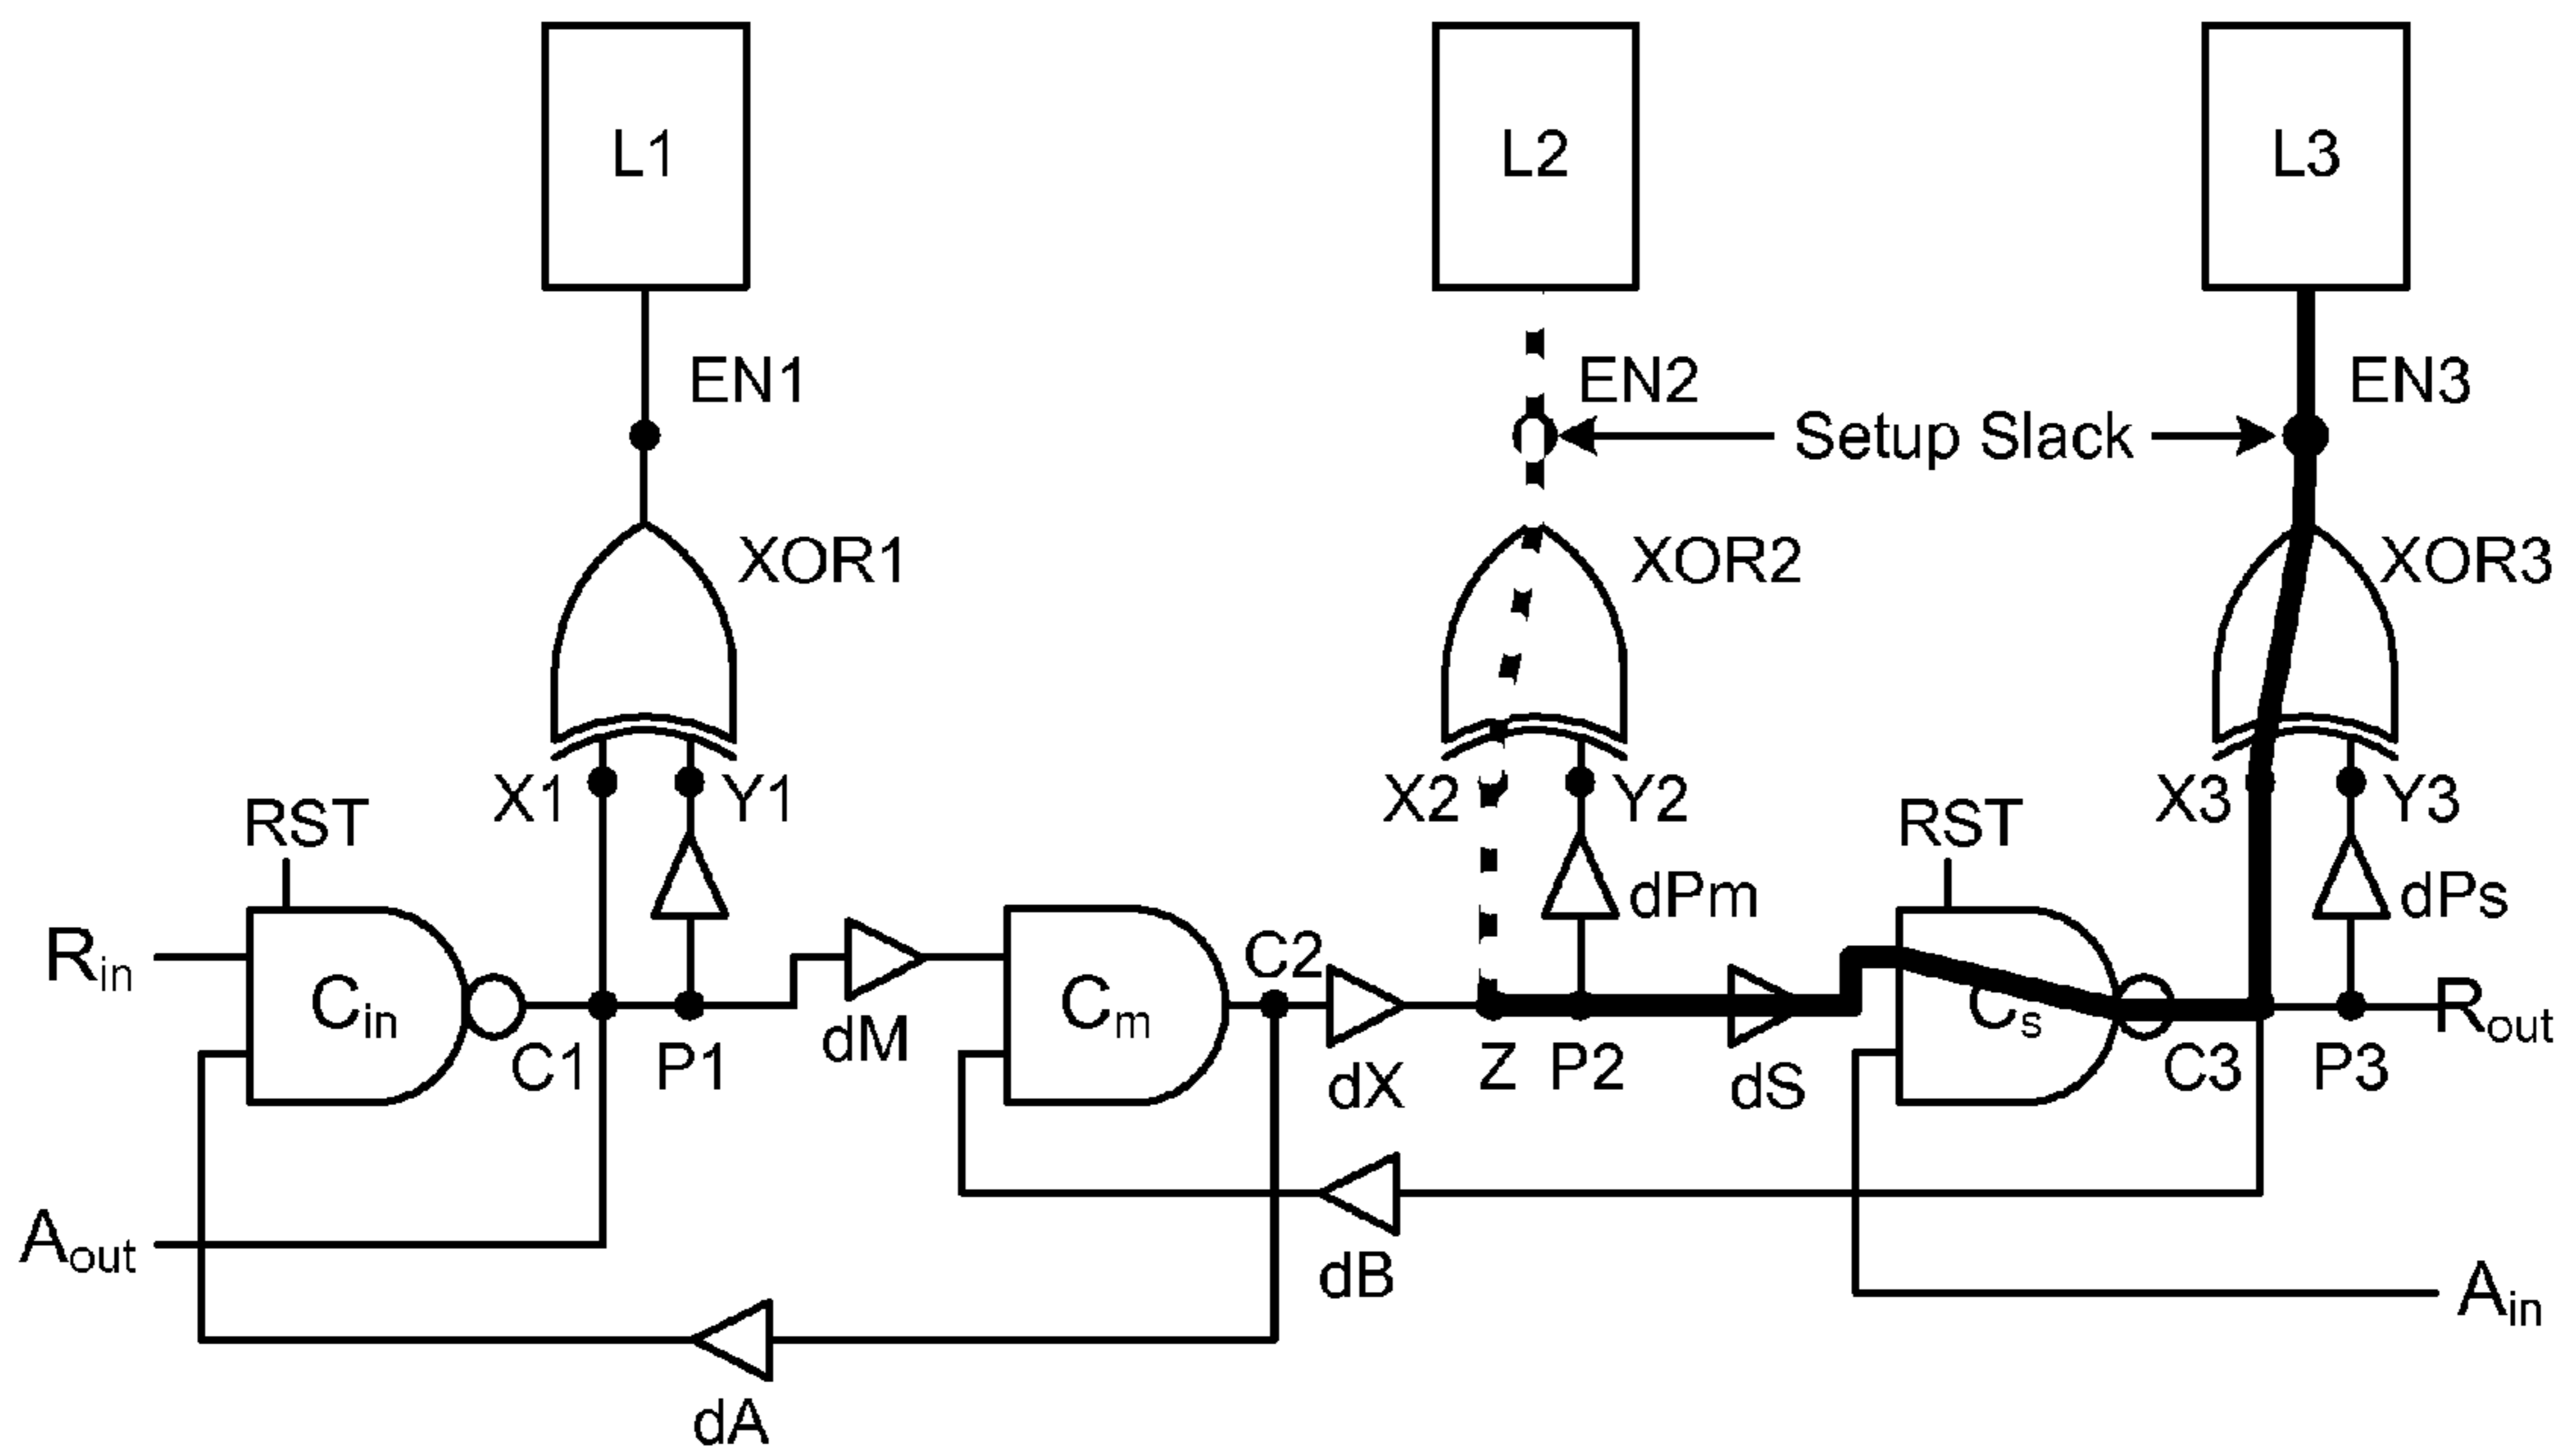 L1
L2
L3
EN1
EN2
EN3
Setup Slack
XOR1
XOR2
XOR3
X1
Y1
X2
Y2
X3
Y3
RST
RST
dPm
dPs
Rin
Cin
C1
P1
dM
Cm
C2
dX
Z
P2
dS
Cs
C3
P3
Rout
Aout
dB
Ain
dA